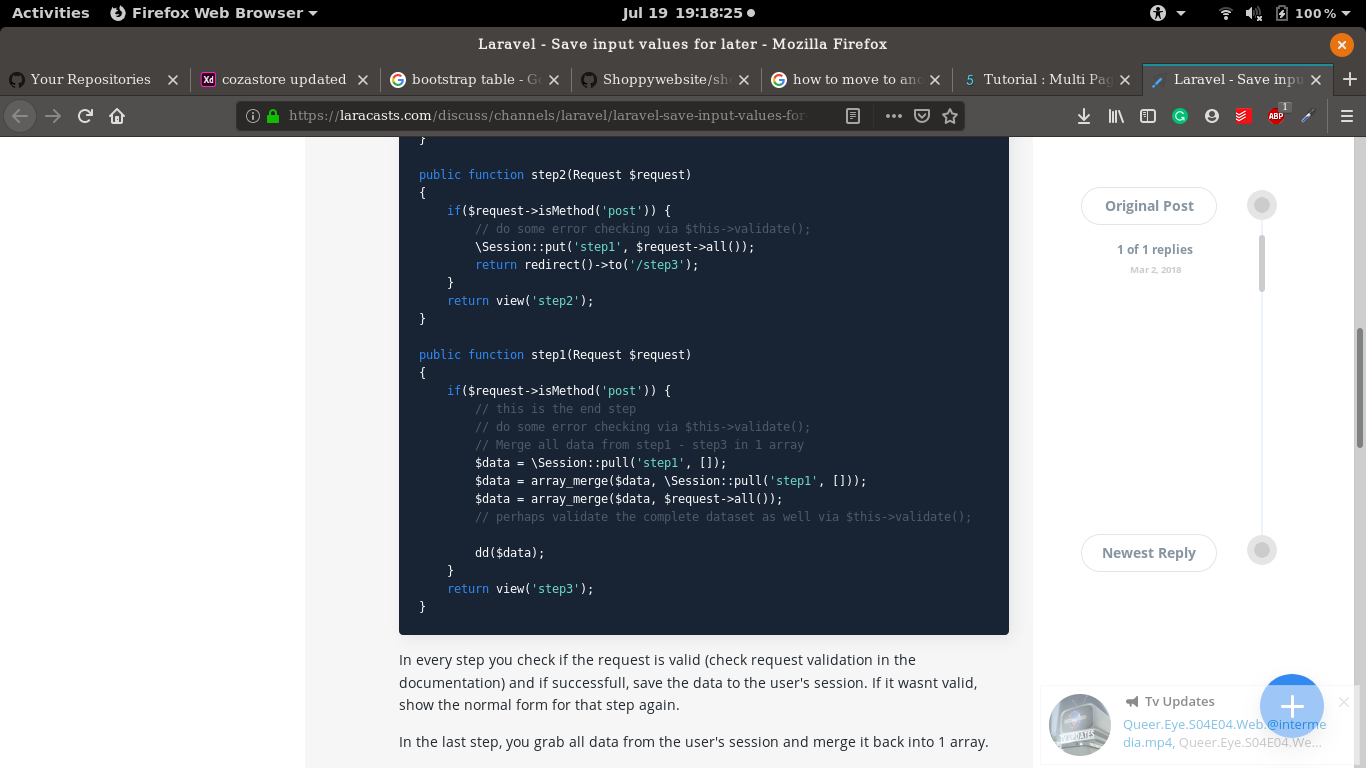 Activities Firefox Web Browser Jul 19 19:18:25 100 %
Laravel - Save input values for later - Mozilla Firefox
Your Repositories cozastore updated bootstrap table - Go Shoppywebsite/sho how to move to ano Tutorial : Multi Pag Laravel - Save inpu
https://laracasts.com/discuss/channels/laravel/laravel-save-input-values-for- ABP 1
}
public function step2(Request $request)
{
if($request->isMethod('post')) {
// do some error checking via $this->validate();
\Session::put('step1', $request->all());
return redirect()->to('/step3');
}
return view('step2');
}
public function step1(Request $request)
{
if($request->isMethod('post')) {
// this is the end step
// do some error checking via $this->validate();
// Merge all data from step1 - step3 in 1 array
$data = \Session::pull('step1', []);
$data = array_merge($data, \Session::pull('step1', []));
$data = array_merge($data, $request->all());
// perhaps validate the complete dataset as well via $this->validate();
dd($data);
}
return view('step3');
}
In every step you check if the request is valid (check request validation in the
documentation) and if successfull, save the data to the user's session. If it wasnt valid,
show the normal form for that step again.
In the last step, you grab all data from the user's session and merge it back into 1 array.
Original Post
1 of 1 replies
Mar 2, 2018
Newest Reply
Tv Updates
Queer.Eye.S04E04.Web.@interme
dia.mp4, Queer.Eye.S04E04.We...